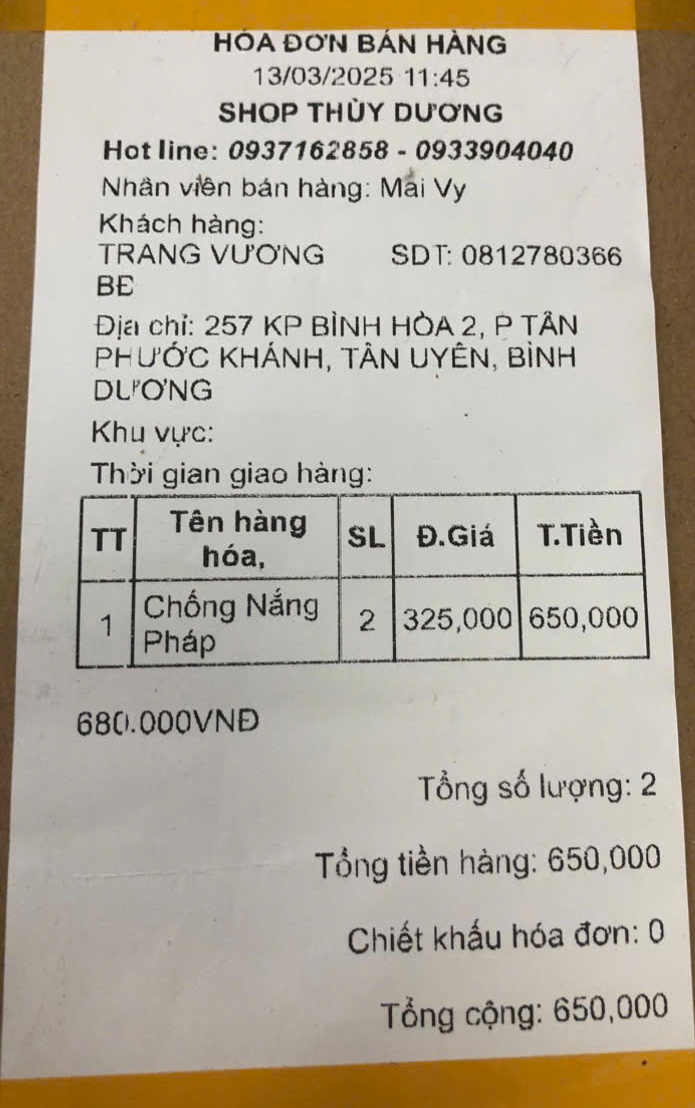 HÓA ĐƠN BÁN HÀNG
13/03/2025 11:45
SHOP THÙY DƯƠNG
Hot line: 0937162858 - 0933904040
Nhân viên bán hàng: Mai Vy
Khách hàng:
TRANG VƯƠNG SDT: 0812780366
BĐ
Địa chỉ: 257 KP BÌNH HÒA 2, P TÂN
PHƯỚC KHÁNH, TÂN UYÊN, BÌNH
DƯƠNG
Khu vực:
Thời gian giao hàng:
TT Tên hàng hóa, SL Đ.Giá T.Tiền
1 Chống Nắng Pháp 2 325,000 650,000
680.000VNĐ
Tổng số lượng: 2
Tổng tiền hàng: 650,000
Chiết khấu hóa đơn: 0
Tổng cộng: 650,000